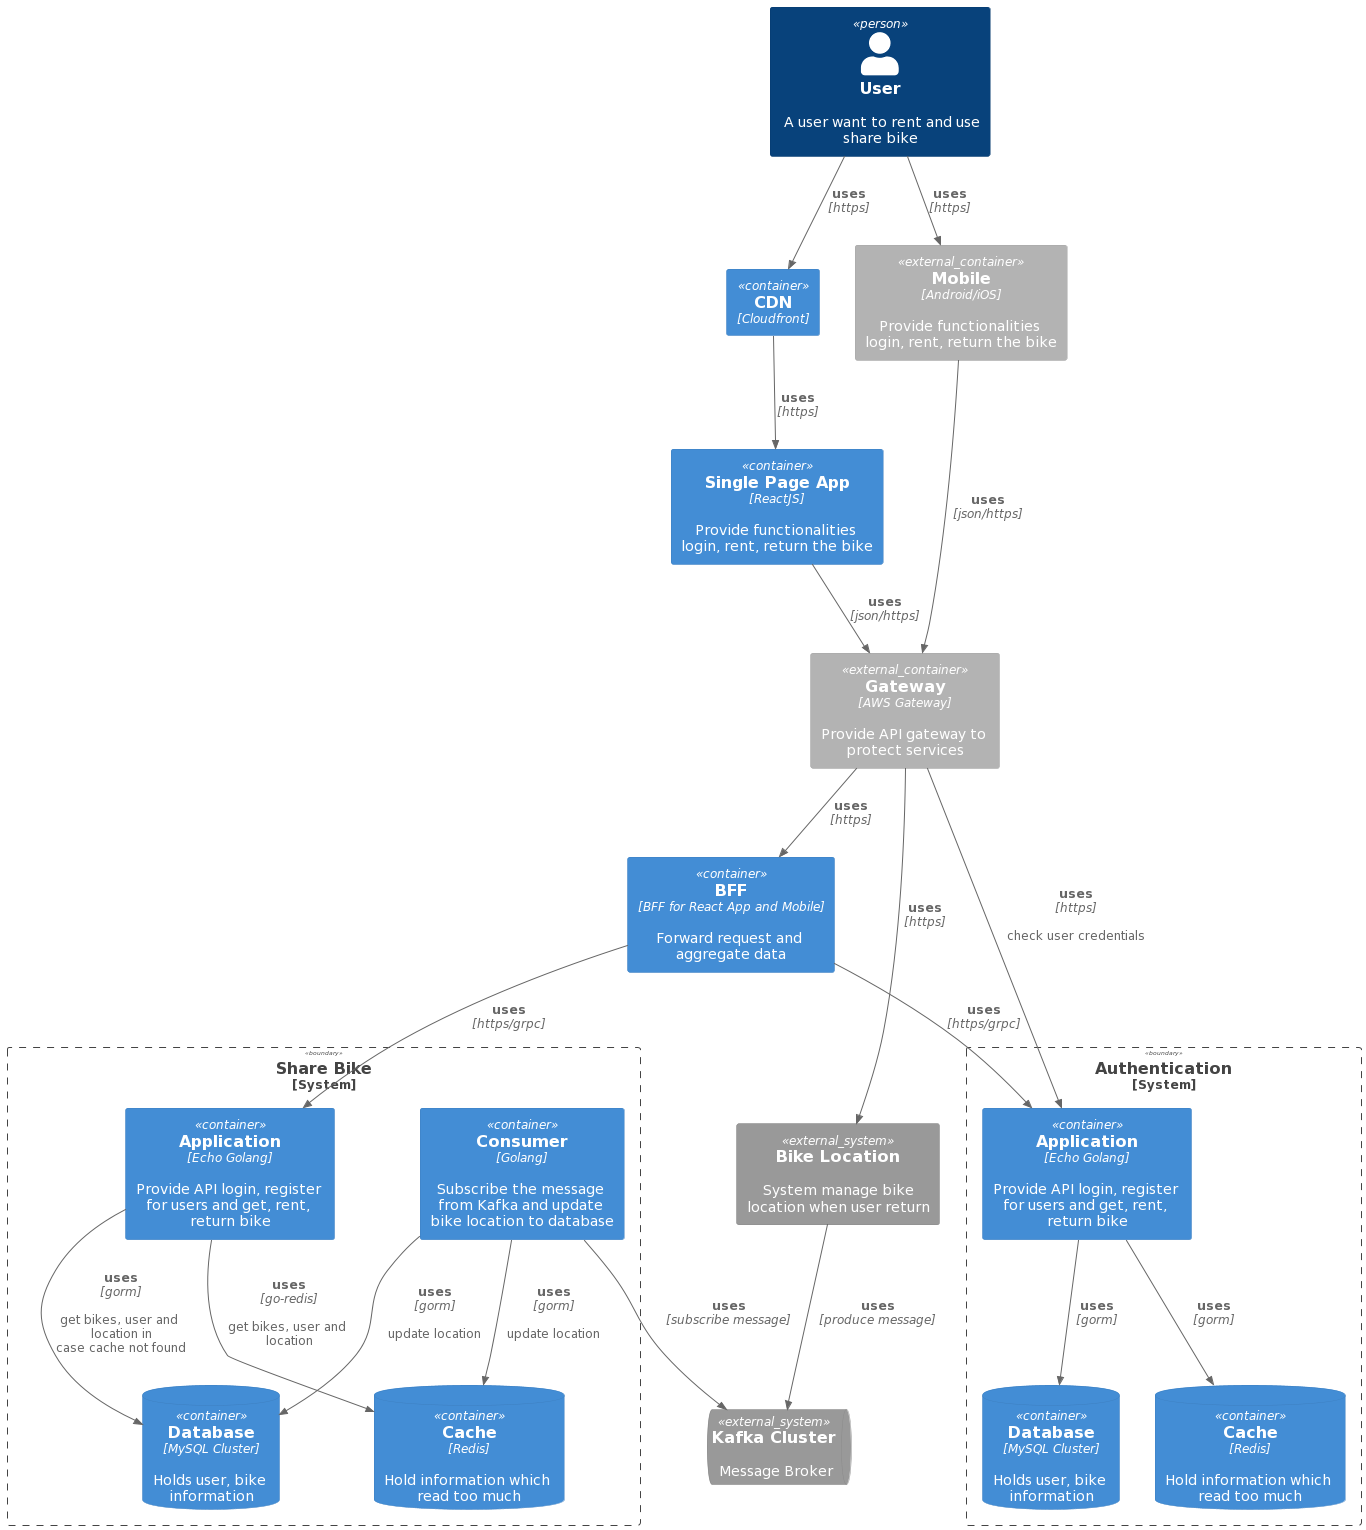 «person»
User
A user want to rent and use
share bike
uses
[https]
uses
[https]
«container»
CDN
[Cloudfront]
«external_container»
Mobile
[Android/iOS]
Provide functionalities
login, rent, return the bike
uses
[https]
«container»
Single Page App
[ReactJS]
Provide functionalities
login, rent, return the bike
uses
[json/https]
uses
[json/https]
«external_container»
Gateway
[AWS Gateway]
Provide API gateway to
protect services
uses
[https]
«container»
BFF
[BFF for React App and Mobile]
Forward request and
aggregate data
uses
[https]
uses
[https]
check user credentials
uses
[https/grpc]
uses
[https/grpc]
«boundary»
Share Bike
[System]
«container»
Application
[Echo Golang]
Provide API login, register
for users and get, rent,
return bike
«container»
Consumer
[Golang]
Subscribe the message
from Kafka and update
bike location to database
«external_system»
Bike Location
System manage bike
location when user return
«boundary»
Authentication
[System]
«container»
Application
[Echo Golang]
Provide API login, register
for users and get, rent,
return bike
uses
[gorm]
get bikes, user and
location in
case cache not found
uses
[go-redis]
get bikes, user and
location
uses
[gorm]
update location
uses
[gorm]
update location
uses
[subscribe message]
uses
[produce message]
uses
[gorm]
uses
[gorm]
«container»
Database
[MySQL Cluster]
Holds user, bike
information
«container»
Cache
[Redis]
Hold information which
read too much
«external_system»
Kafka Cluster
Message Broker
«container»
Database
[MySQL Cluster]
Holds user, bike
information
«container»
Cache
[Redis]
Hold information which
read too much